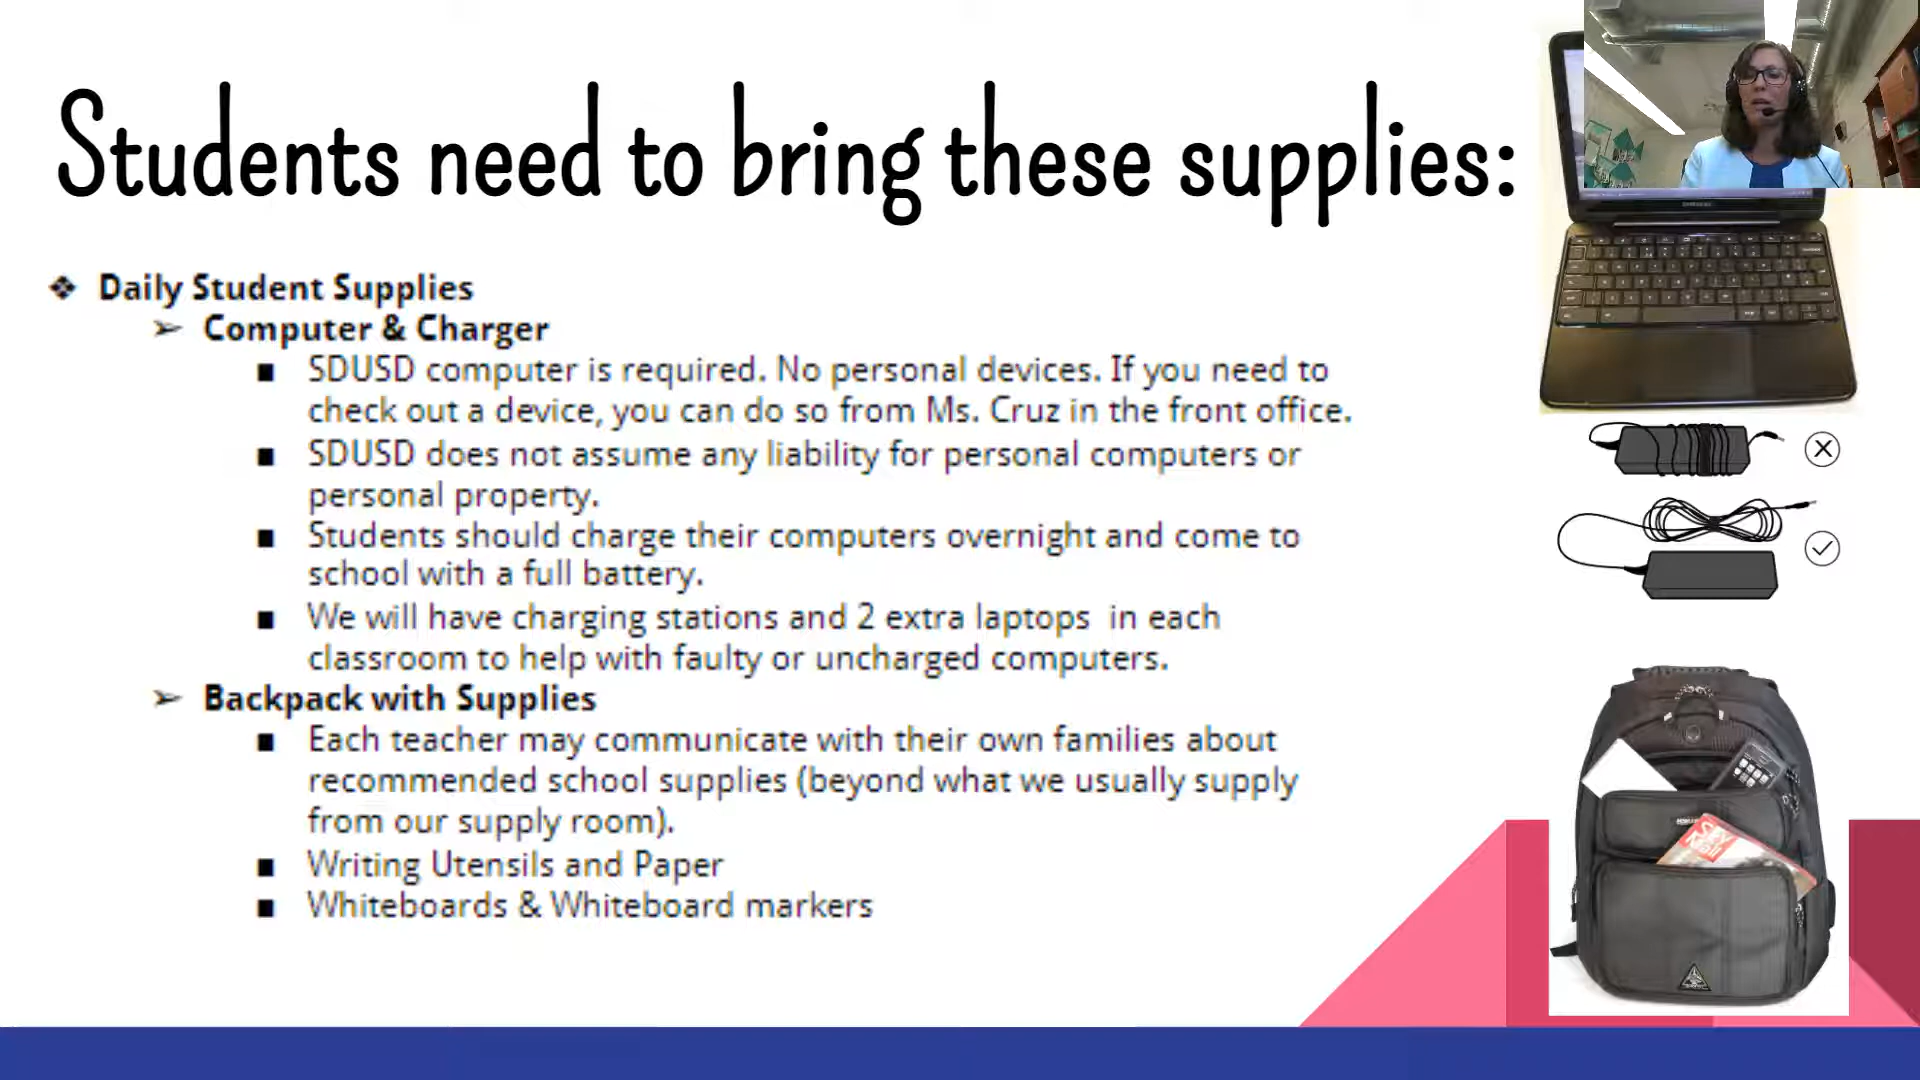 Students need to bring these supplies:
❖ Daily Student Supplies
➢ Computer & Charger
■ SDUSD computer is required. No personal devices. If you need to
check out a device, you can do so from Ms. Cruz in the front office.
■ SDUSD does not assume any liability for personal computers or
personal property.
■ Students should charge their computers overnight and come to
school with a full battery.
■ We will have charging stations and 2 extra laptops in each
classroom to help with faulty or uncharged computers.
➢ Backpack with Supplies
■ Each teacher may communicate with their own families about
recommended school supplies (beyond what we usually supply
from our supply room).
■ Writing Utensils and Paper
■ Whiteboards & Whiteboard markers
SAMSUNG